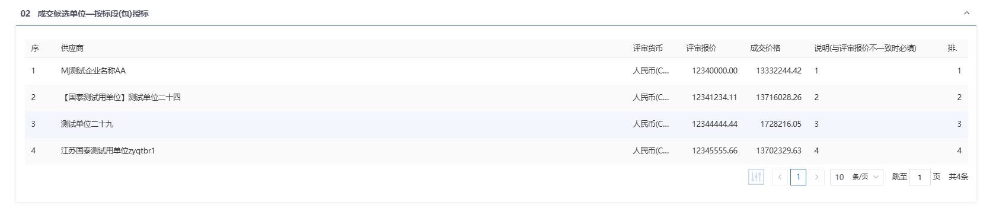 02 成交候选单位—按标段(包)授标
序 供应商 评审货币 评审报价 成交价格 说明(与评审报价不一致时必填) 排.
1 Mj测试企业名称AA 人民币(C... 12340000.00 13332244.42 1 1
2 【国泰测试用单位】测试单位二十四 人民币(C... 12341234.11 13716028.26 2 2
3 测试单位二十九 人民币(C... 12344444.44 1728216.05 3 3
4 江苏国泰测试用单位zyqtbr1 人民币(C... 12345555.66 13702329.63 4 4
1 10 条/页 跳至 1 页 共4条